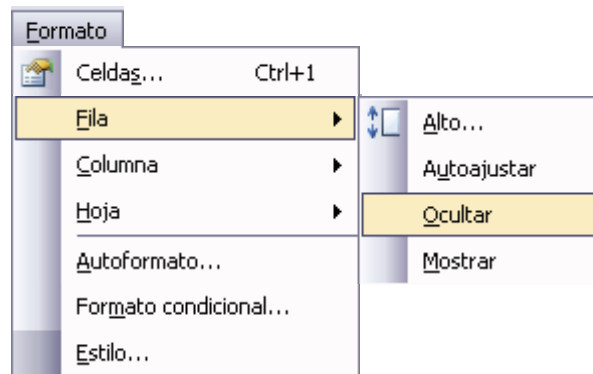 Formato
Celdas... Ctrl+1
Fila
Columna
Hoja
Autoformato...
Formato condicional...
Estilo...
Alto...
Autoajustar
Ocultar
Mostrar